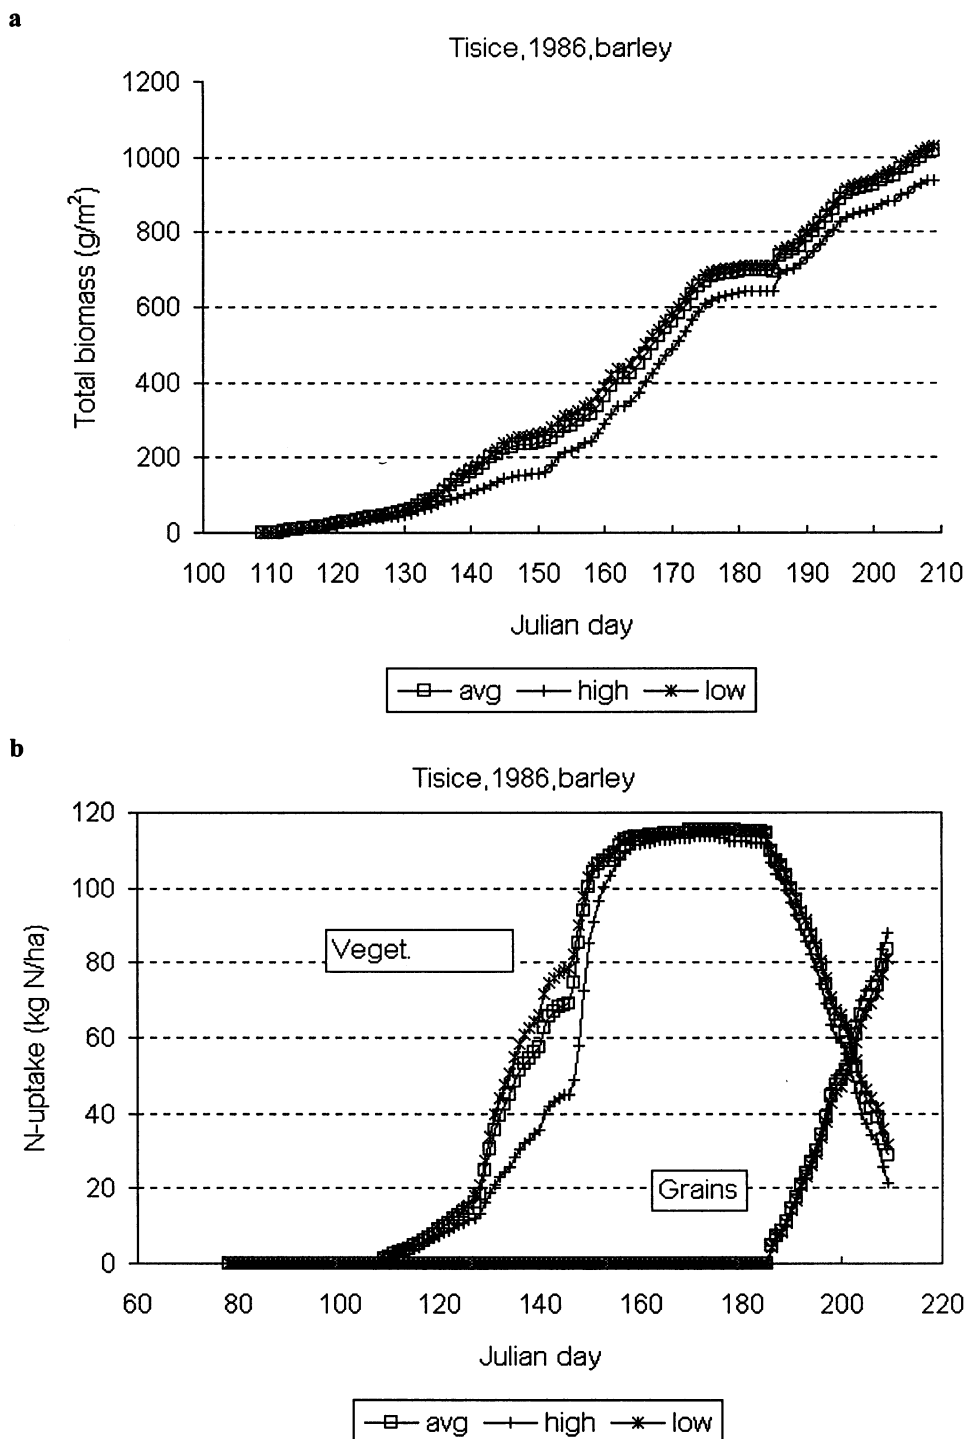 a
Tisice,1986,barley
1200
1000
800
600
400
200
0
Total biomass (g/m²)
100 110 120 130 140 150 160 170 180 190 200 210
Julian day
avg high low
b
Tisice,1986,barley
120
100
80
60
40
20
0
N-uptake (kg N/ha)
Veget.
Grains
60 80 100 120 140 160 180 200 220
Julian day
avg high low